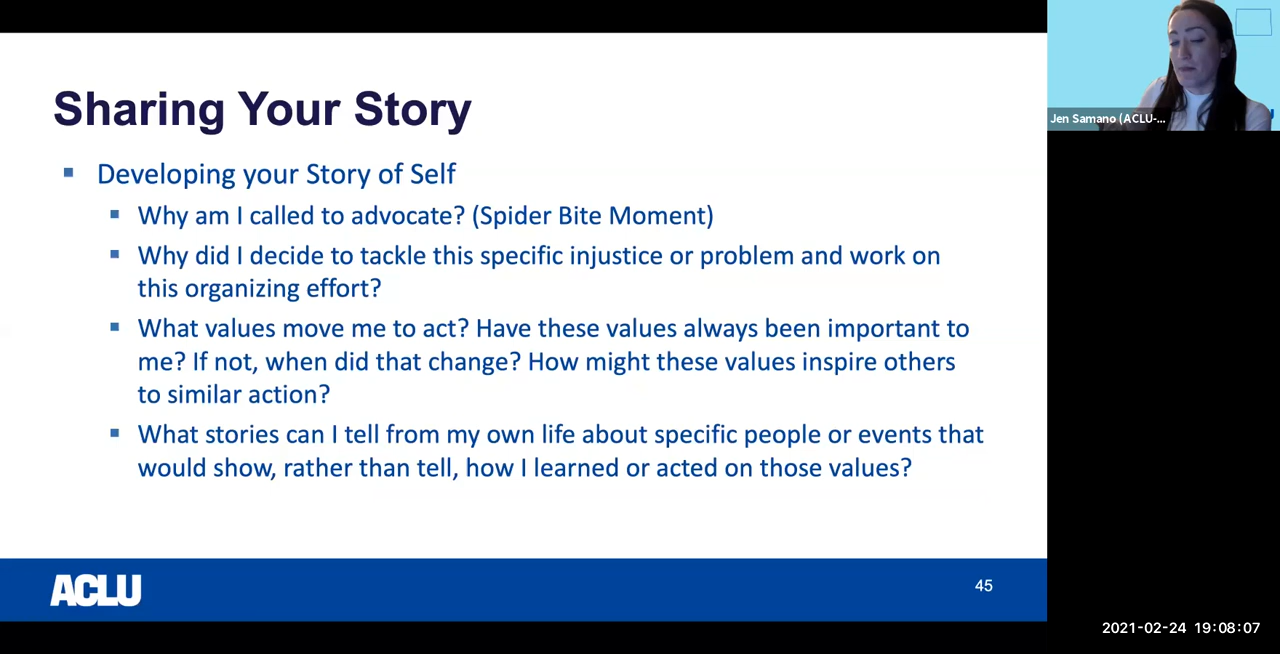 Sharing Your Story
▪ Developing your Story of Self
▪ Why am I called to advocate? (Spider Bite Moment)
▪ Why did I decide to tackle this specific injustice or problem and work on
this organizing effort?
▪ What values move me to act? Have these values always been important to
me? If not, when did that change? How might these values inspire others
to similar action?
▪ What stories can I tell from my own life about specific people or events that
would show, rather than tell, how I learned or acted on those values?
ACLU
45
Jen Samano (ACLU-...
2021-02-24 19:08:07